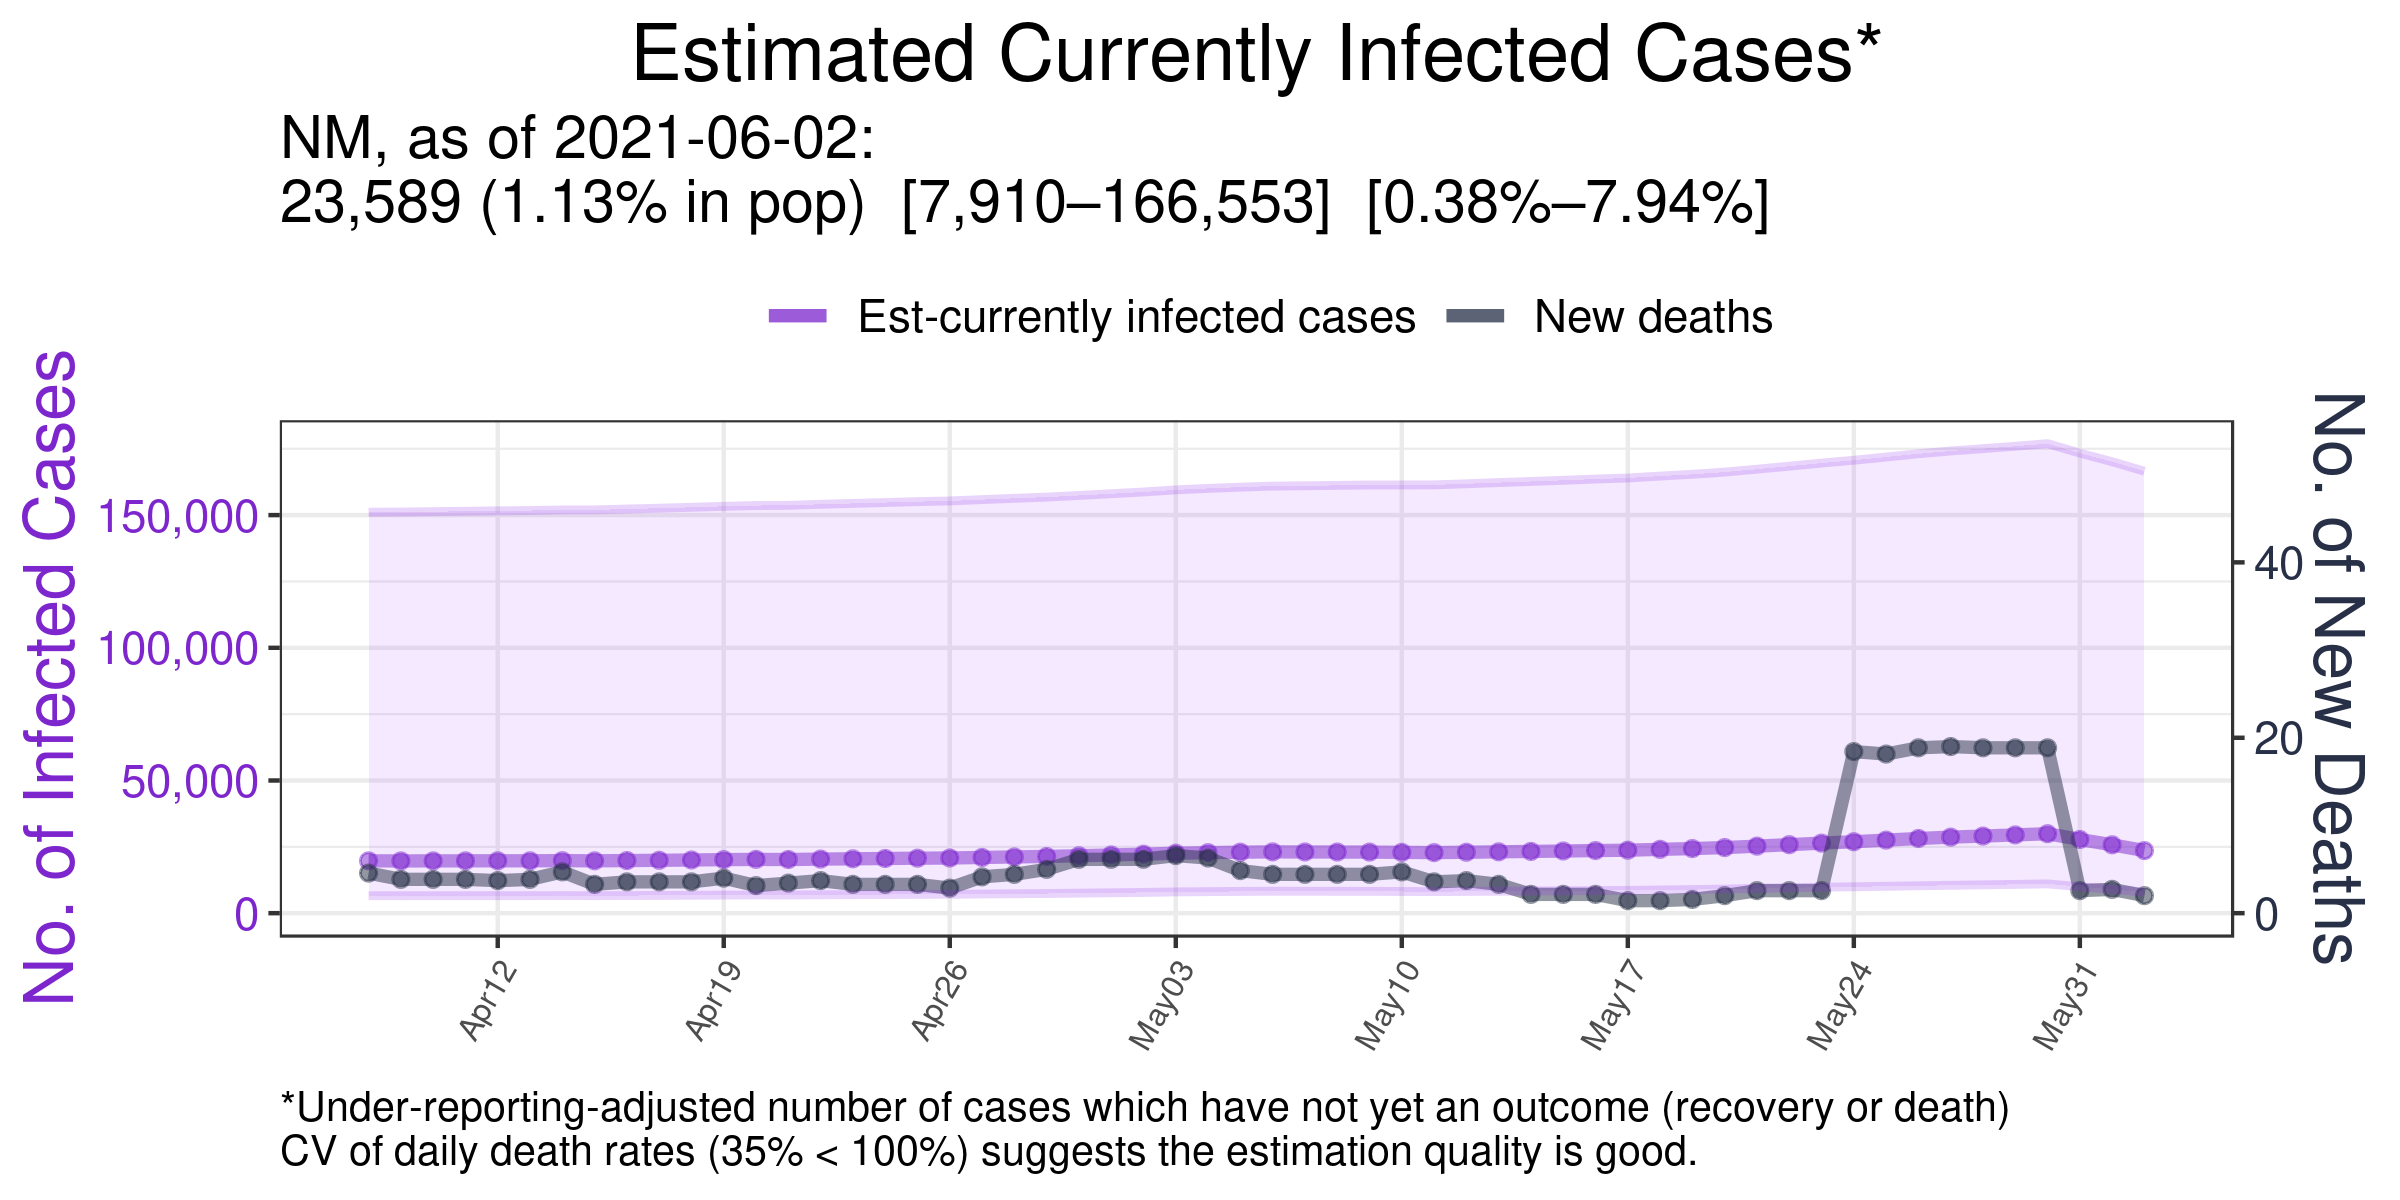 Estimated Currently Infected Cases*
NM, as of 2021-06-02:
23,589 (1.13% in pop) [7,910–166,553] [0.38%–7.94%]
Est-currently infected cases
New deaths
No. of Infected Cases
150,000
100,000
50,000
0
No. of New Deaths
40
20
0
Apr12
Apr19
Apr26
May03
May10
May17
May24
May31
*Under-reporting-adjusted number of cases which have not yet an outcome (recovery or death)
CV of daily death rates (35% < 100%) suggests the estimation quality is good.